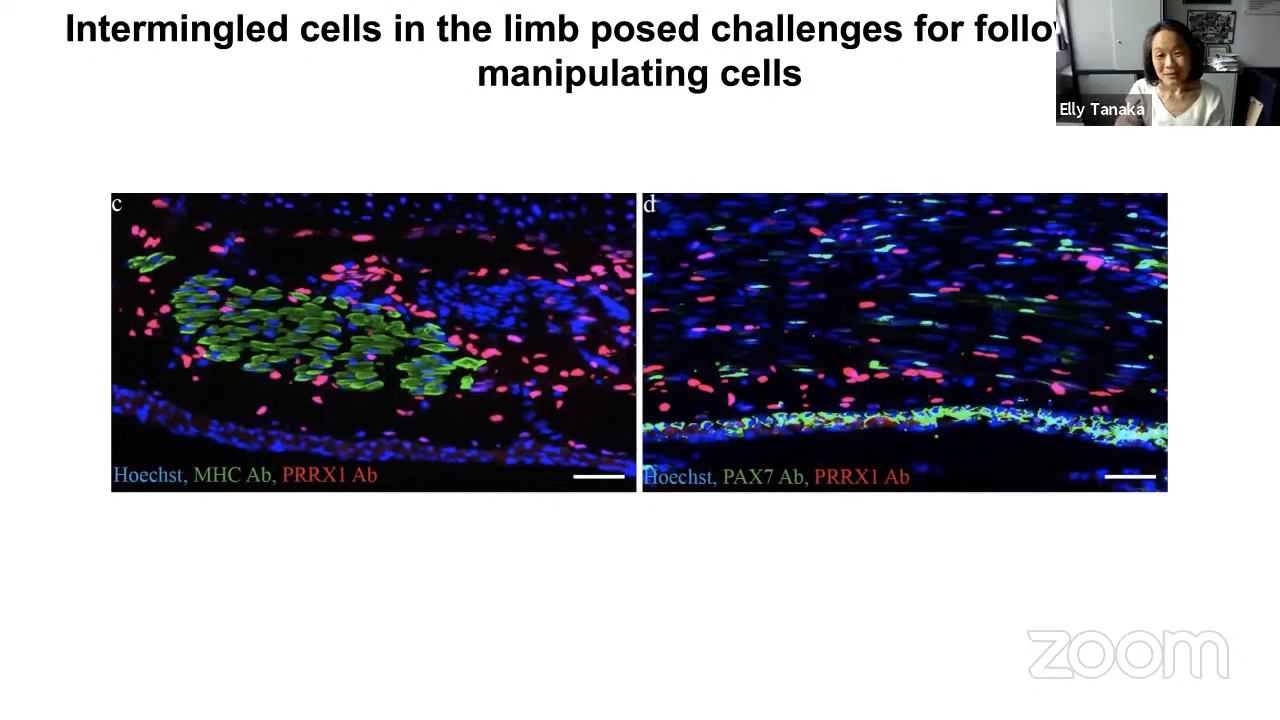 Intermingled cells in the limb posed challenges for
manipulating cells
Elly Tanaka
c
d
Hoechst, MHC Ab, PRRX1 Ab
Hoechst, PAX7 Ab, PRRX1 Ab
zoom